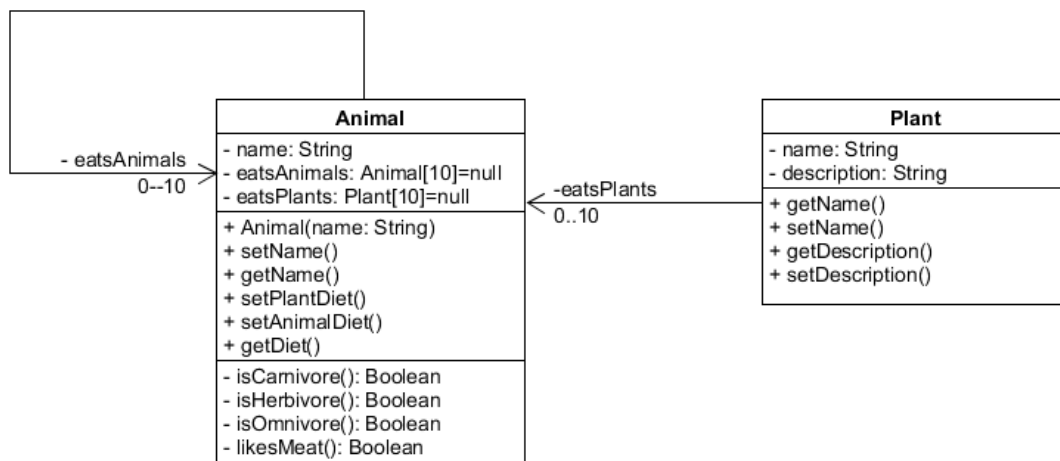 Animal
- name: String
- eatsAnimals: Animal[10]=null
- eatsPlants: Plant[10]=null
+ Animal(name: String)
+ setName()
+ getName()
+ setPlantDiet()
+ setAnimalDiet()
+ getDiet()
- isCarnivore(): Boolean
- isHerbivore(): Boolean
- isOmnivore(): Boolean
- likesMeat(): Boolean
- eatsAnimals
0--10
-eatsPlants
0..10
Plant
- name: String
- description: String
+ getName()
+ setName()
+ getDescription()
+ setDescription()